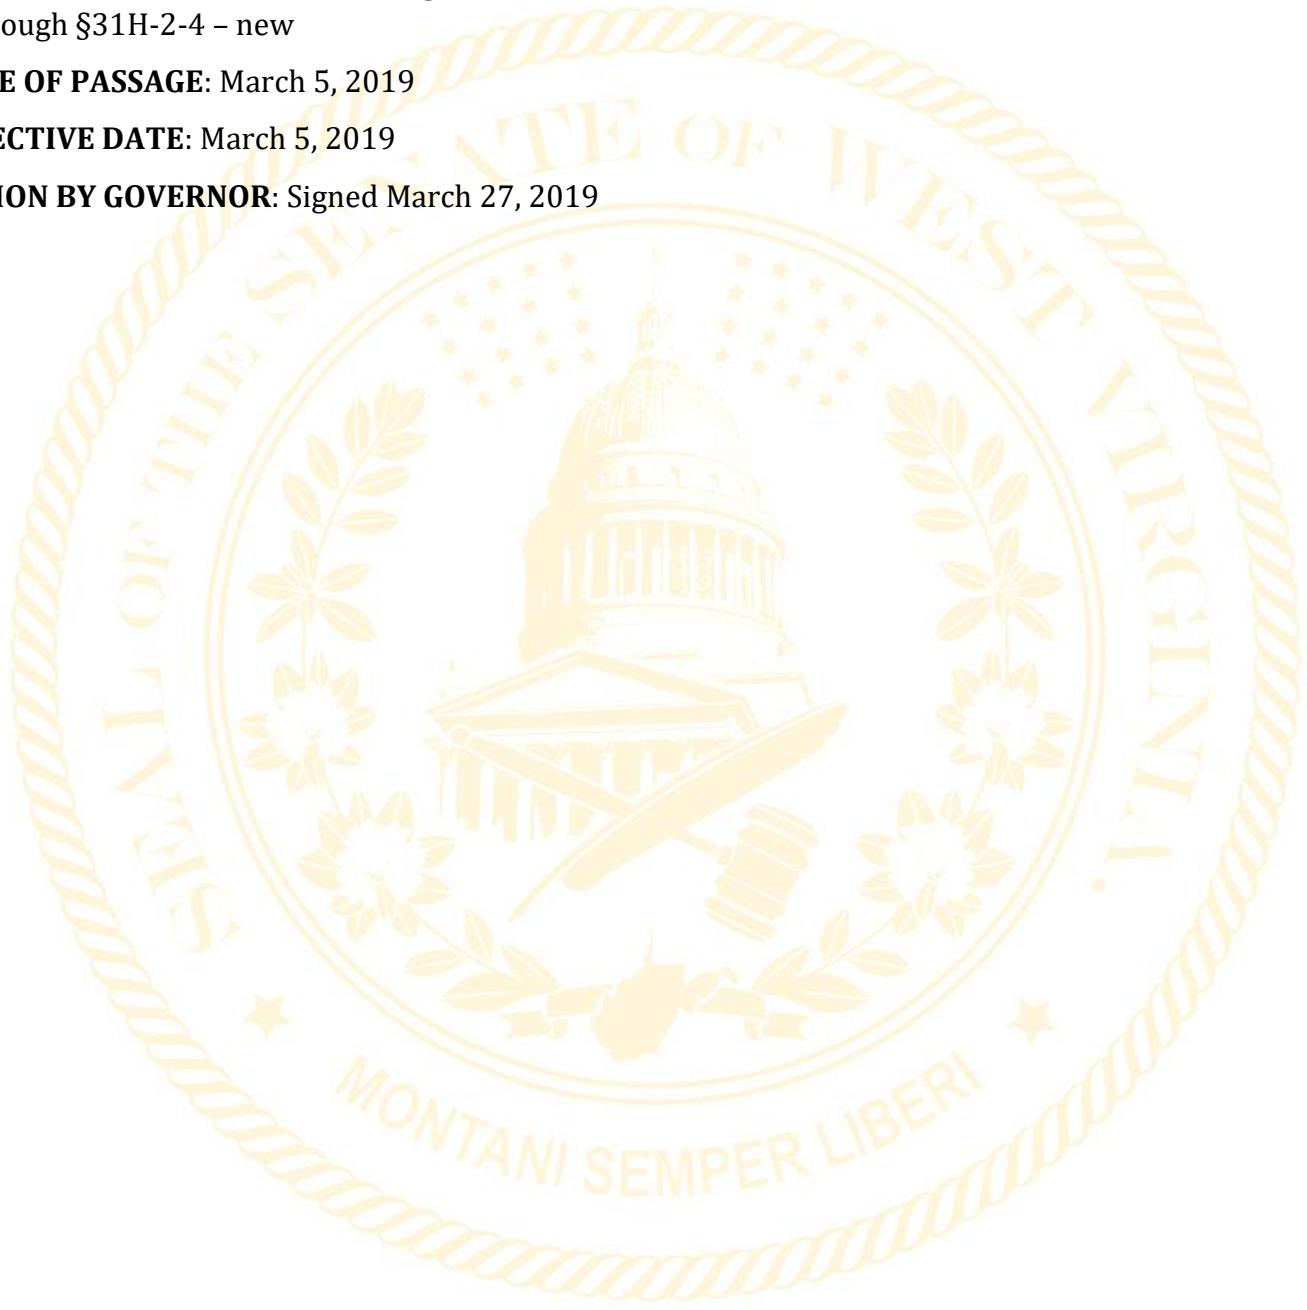 ough §31H-2-4 – new
E OF PASSAGE: March 5, 2019
ECTIVE DATE: March 5, 2019
ION BY GOVERNOR: Signed March 27, 2019
SEAL OF THE SENATE OF WEST VIRGINIA.
MONTANI SEMPER LIBERI